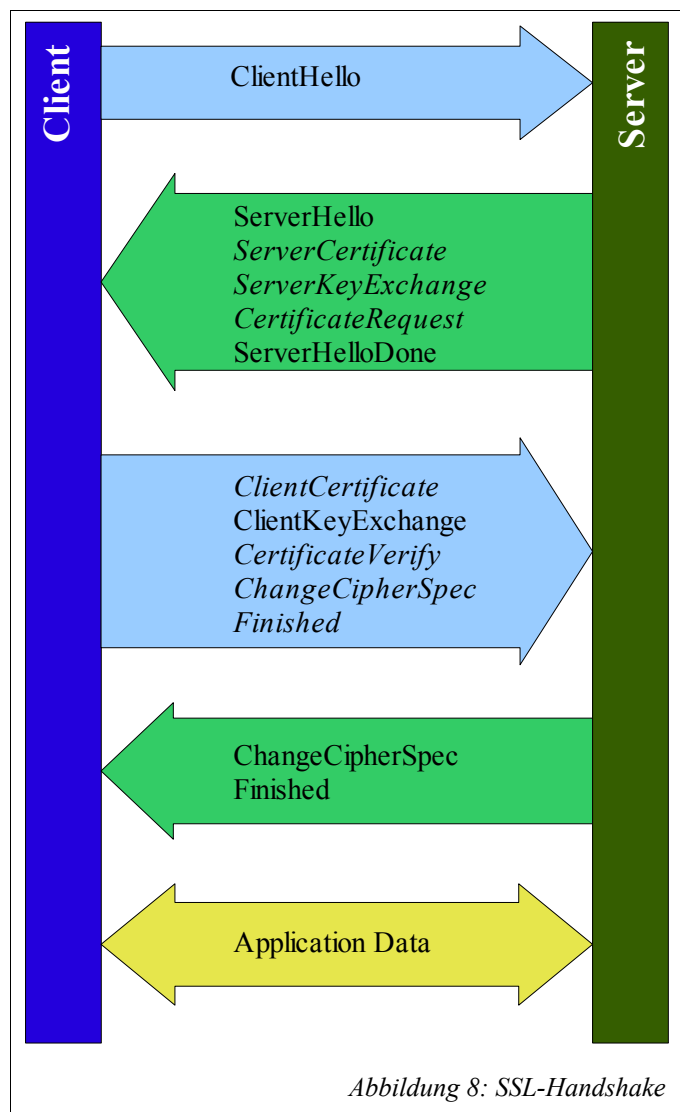 Client
Server
ClientHello
ServerHello
ServerCertificate
ServerKeyExchange
CertificateRequest
ServerHelloDone
ClientCertificate
ClientKeyExchange
CertificateVerify
ChangeCipherSpec
Finished
ChangeCipherSpec
Finished
Application Data
Abbildung 8: SSL-Handshake